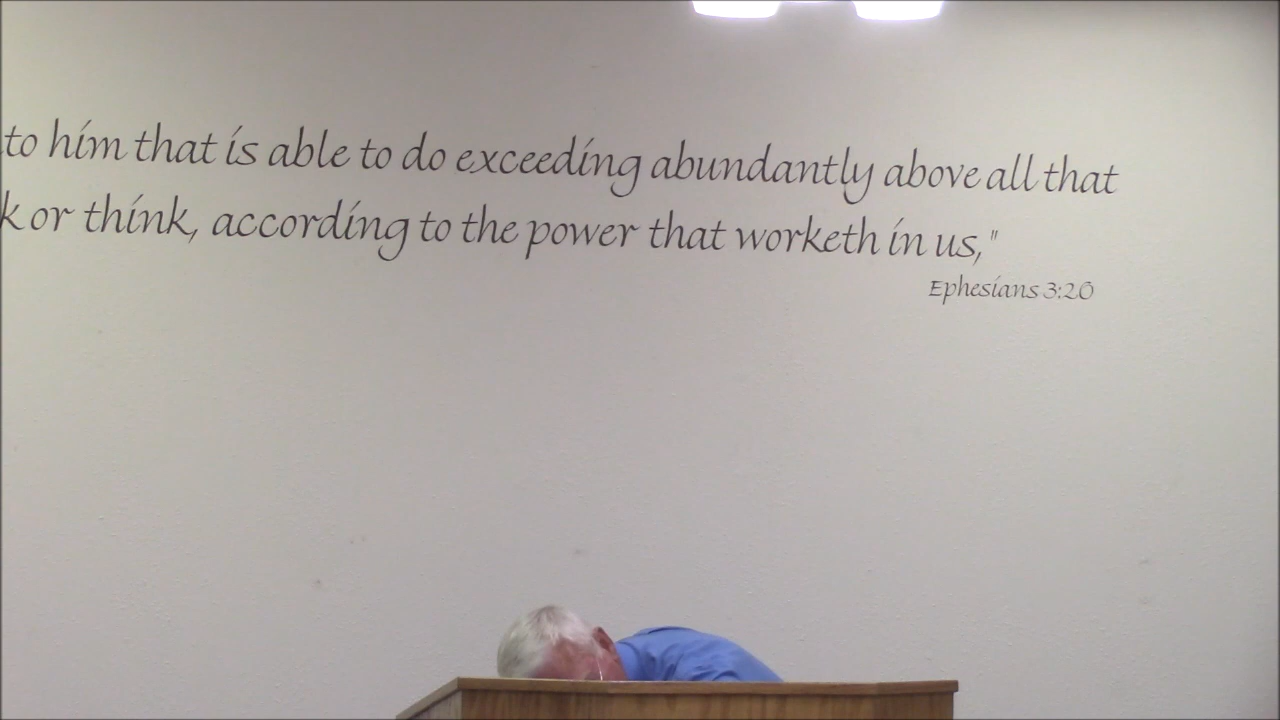 to him that is able to do exceeding abundantly above all that
k or think, according to the power that worketh in us,"
Ephesians 3:20